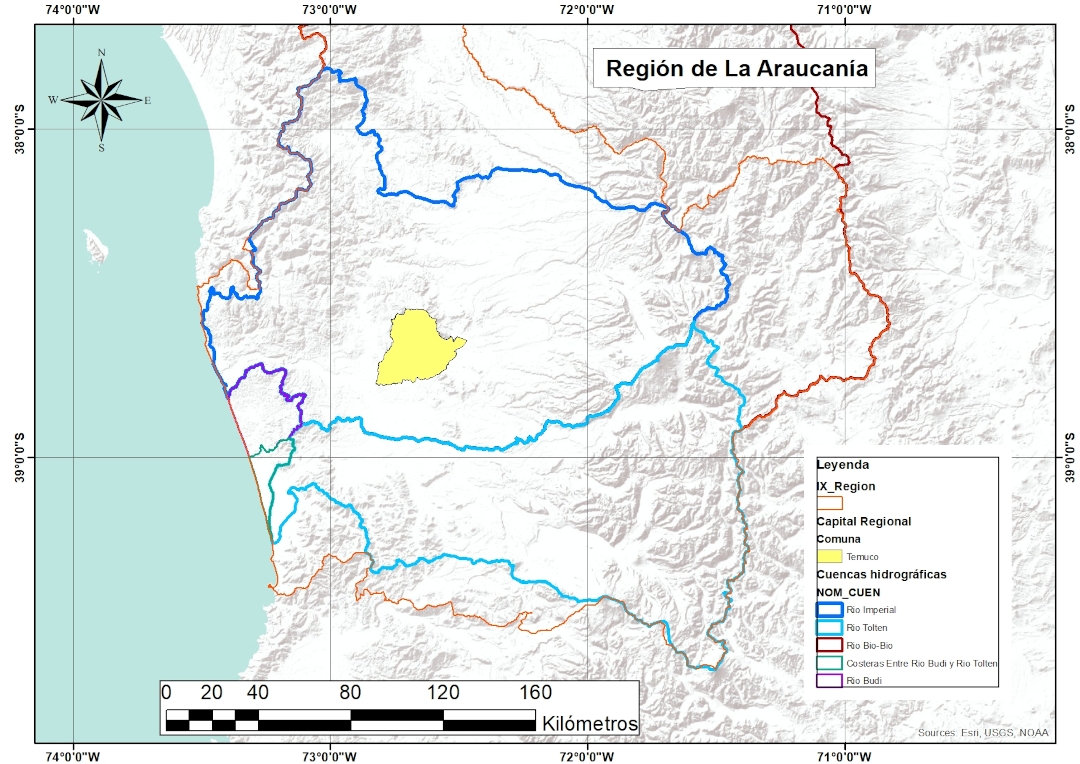 74°0'0"W 73°0'0"W 72°0'0"W 71°0'0"W
N
W E
S
Región de La Araucanía
38°0'0"S 38°0'0"S
39°0'0"S 39°0'0"S
Leyenda
IX_Region
Capital Regional
Comuna
Temuco
Cuencas hidrográficas
NOM_CUEN
Rio Imperial
Rio Tolten
Rio Bio-Bio
Costeras Entre Rio Budi y Rio Tolten
Rio Budi
0 20 40 80 120 160
Kilómetros
Sources: Esri, USGS, NOAA
74°0'0"W 73°0'0"W 72°0'0"W 71°0'0"W